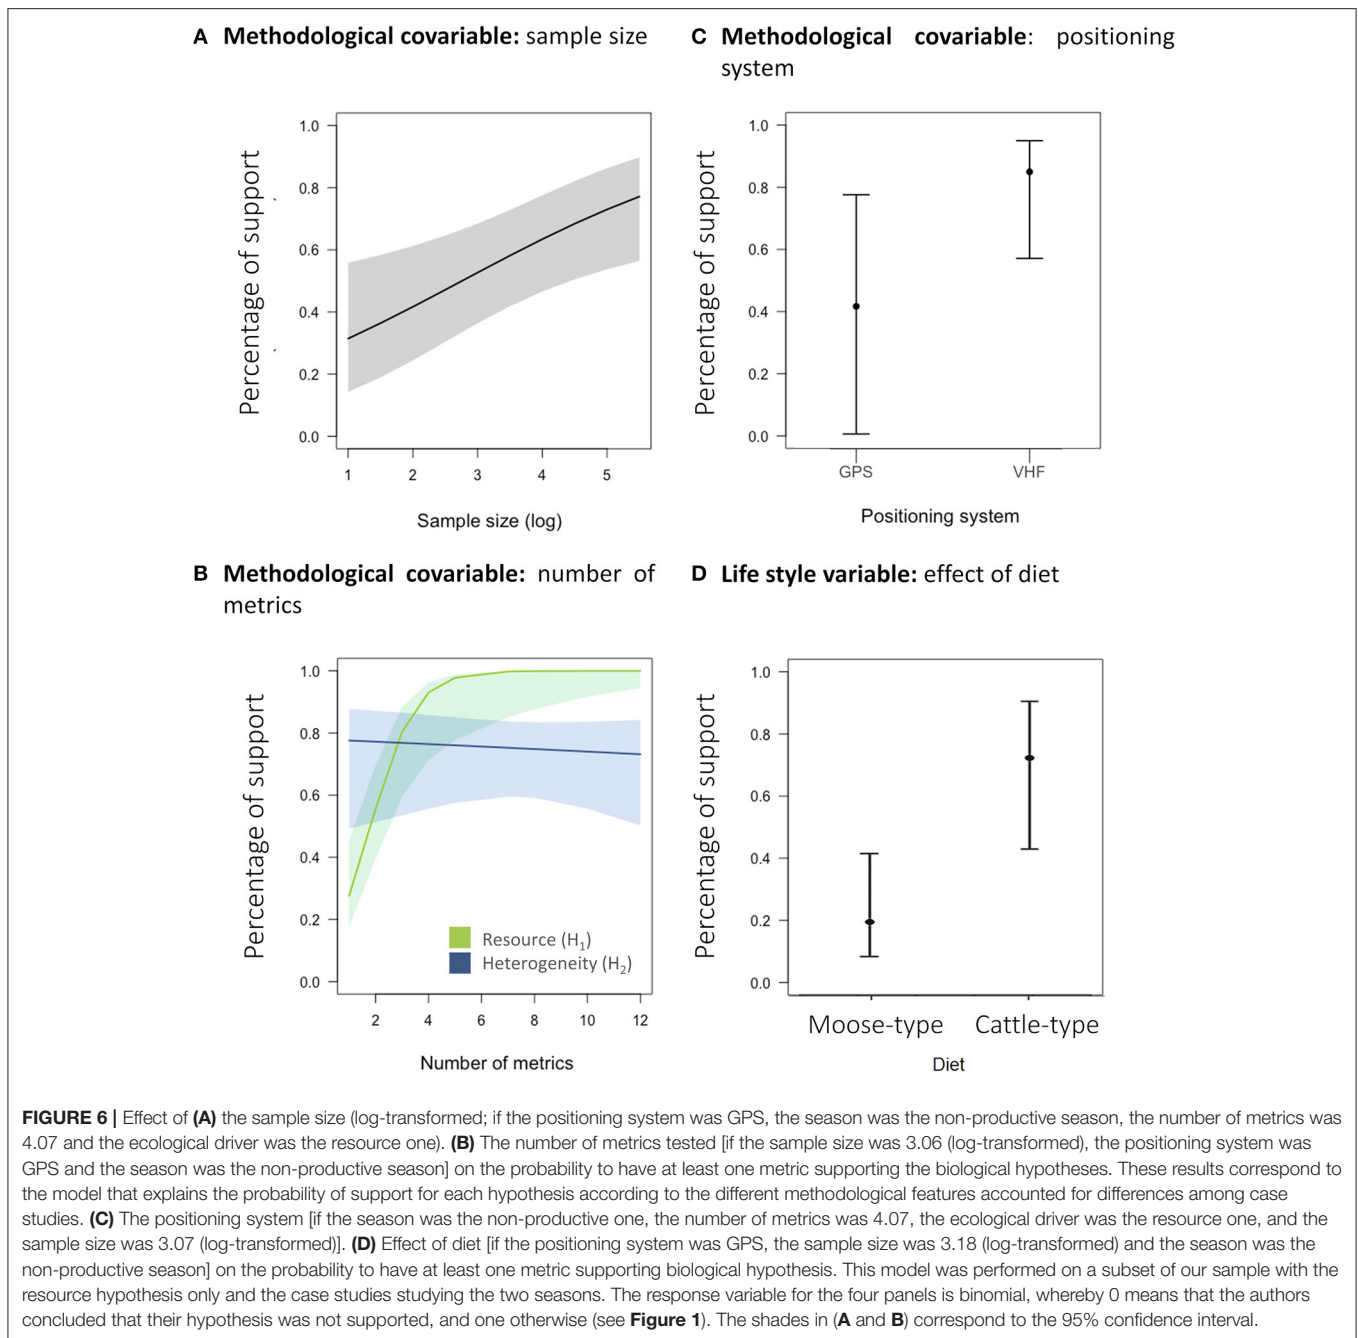 A Methodological covariable: sample size
Percentage of support
1.0
0.8
0.6
0.4
0.2
0.0
1 2 3 4 5
Sample size (log)
C Methodological covariable: positioning
system
Percentage of support
1.0
0.8
0.6
0.4
0.2
0.0
GPS VHF
Positioning system
B Methodological covariable: number of
metrics
Percentage of support
1.0
0.8
0.6
0.4
0.2
0.0
Resource (H1)
Heterogeneity (H2)
2 4 6 8 10 12
Number of metrics
D Life style variable: effect of diet
Percentage of support
1.0
0.8
0.6
0.4
0.2
0.0
Moose-type Cattle-type
Diet
FIGURE 6 | Effect of (A) the sample size (log-transformed; if the positioning system was GPS, the season was the non-productive season, the number of metrics was
4.07 and the ecological driver was the resource one). (B) The number of metrics tested [if the sample size was 3.06 (log-transformed), the positioning system was
GPS and the season was the non-productive season] on the probability to have at least one metric supporting the biological hypotheses. These results correspond to
the model that explains the probability of support for each hypothesis according to the different methodological features accounted for differences among case
studies. (C) The positioning system [if the season was the non-productive one, the number of metrics was 4.07, the ecological driver was the resource one, and the
sample size was 3.07 (log-transformed)]. (D) Effect of diet [if the positioning system was GPS, the sample size was 3.18 (log-transformed) and the season was the
non-productive season] on the probability to have at least one metric supporting biological hypothesis. This model was performed on a subset of our sample with the
resource hypothesis only and the case studies studying the two seasons. The response variable for the four panels is binomial, whereby 0 means that the authors
concluded that their hypothesis was not supported, and one otherwise (see Figure 1). The shades in (A and B) correspond to the 95% confidence interval.